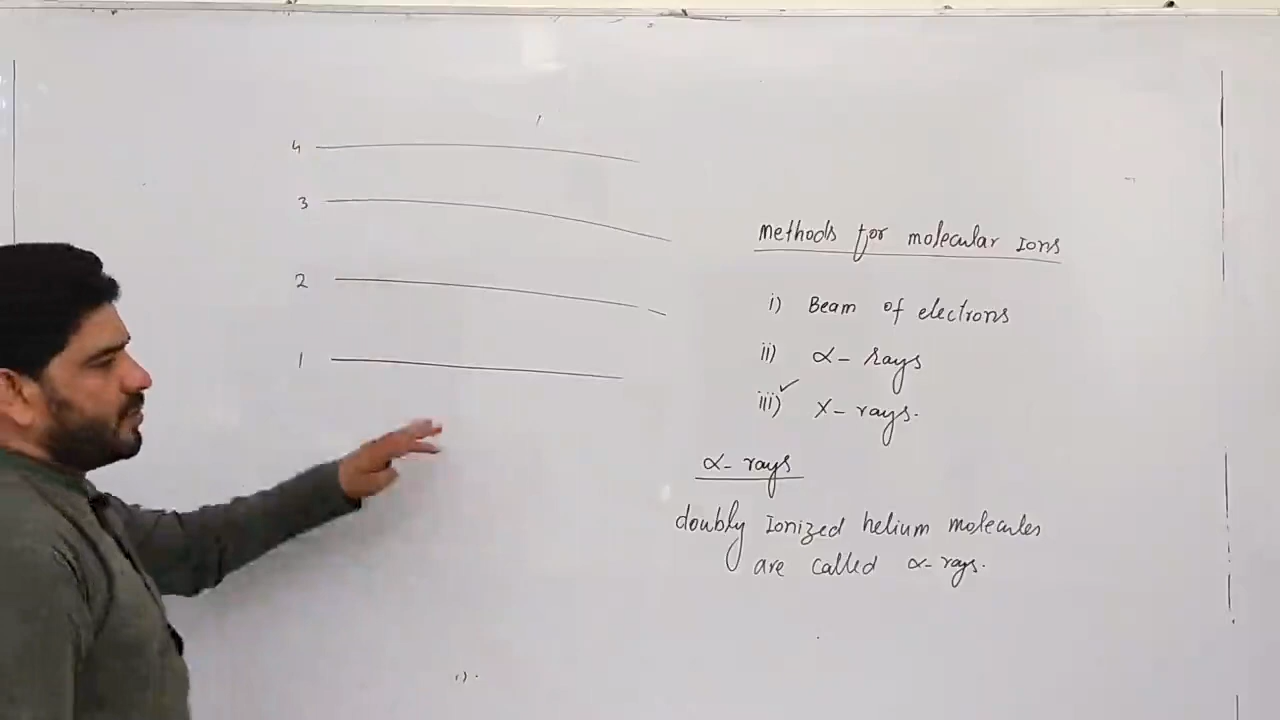 4
3
2
1
methods for molecular Ions
i) Beam of electrons
ii) α- rays
iii) ✓ X- rays.
α- rays
doubly Ionized helium molecules
are called α- rays.